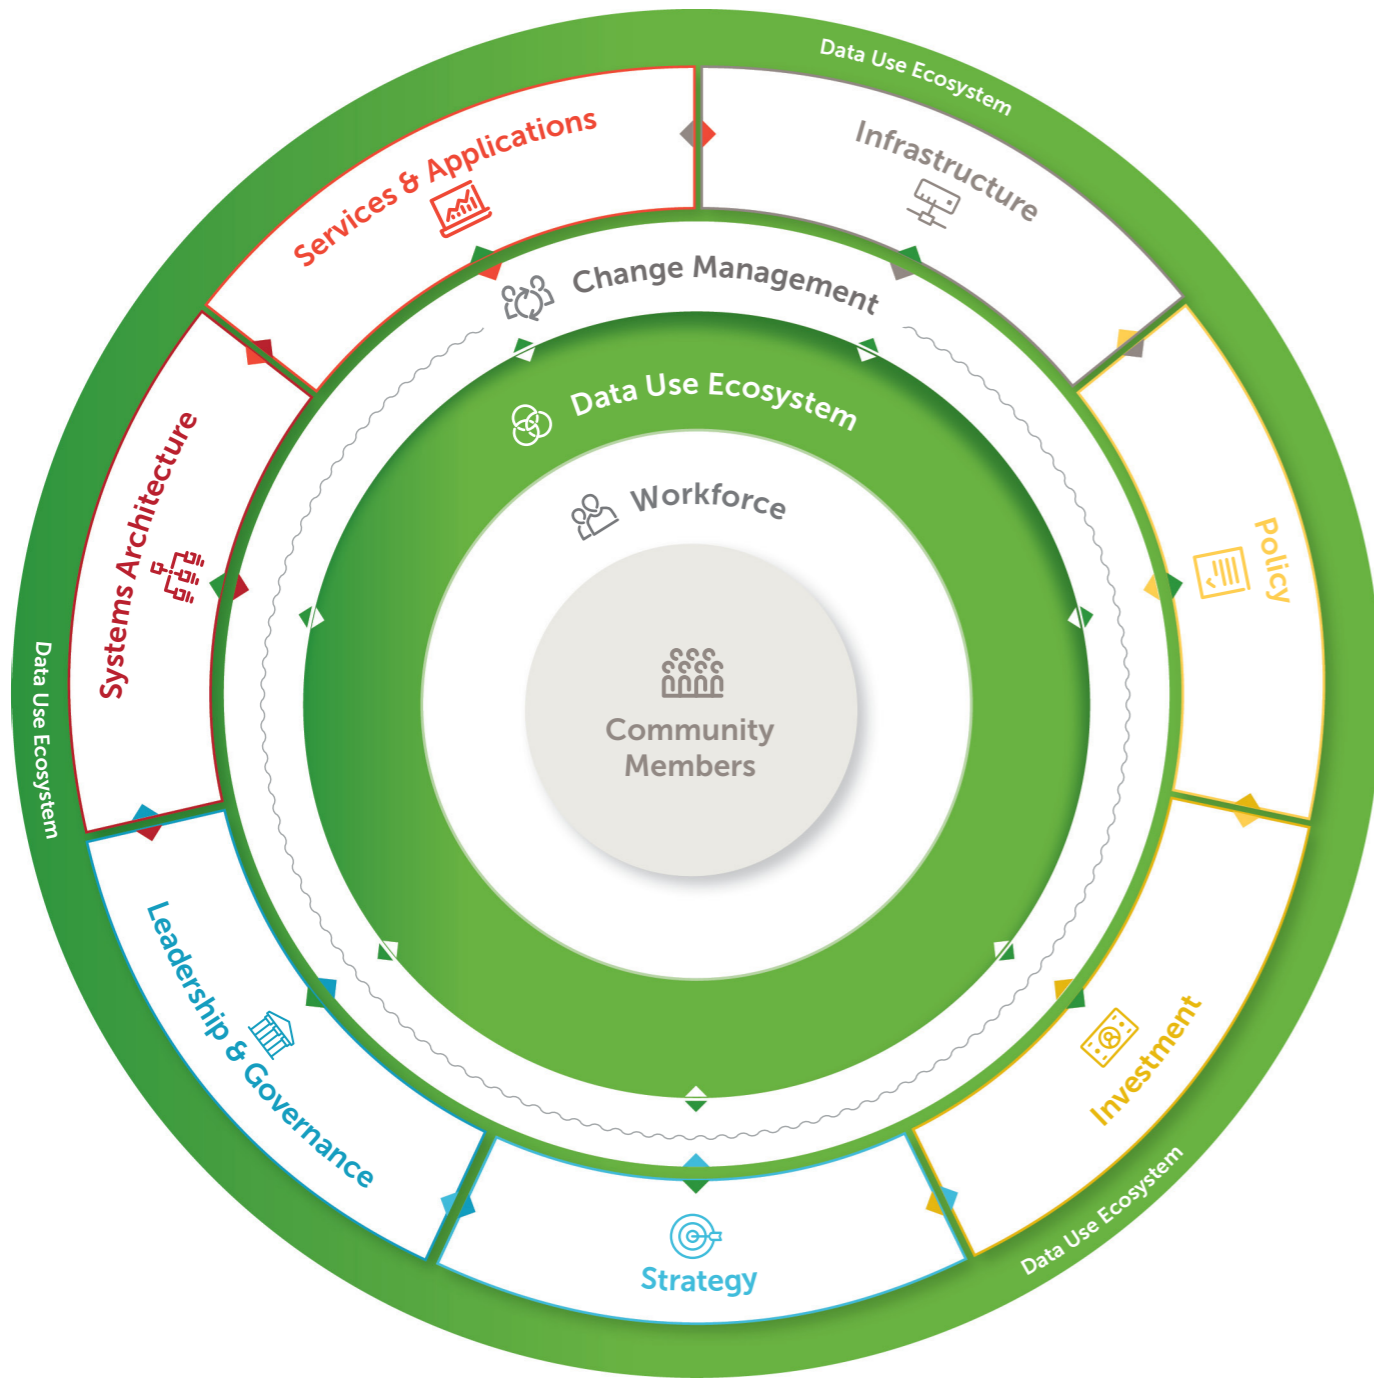 Data Use Ecosystem
Services & Applications
Infrastructure
Change Management
Data Use Ecosystem
Systems Architecture
Workforce
Policy
Community
Members
Data Use Ecosystem
Leadership & Governance
Investment
Data Use Ecosystem
Strategy